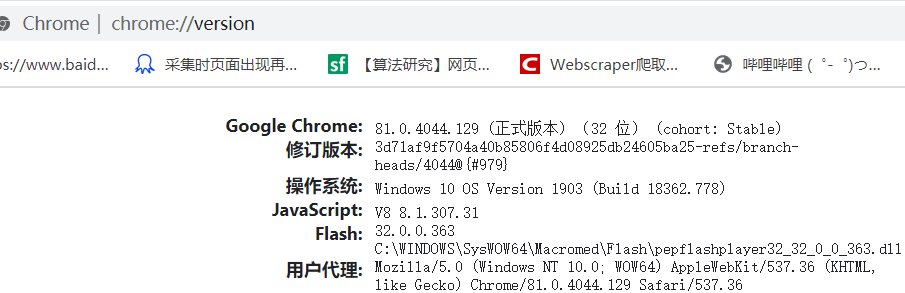 Chrome | chrome://version
ps://www.baid... 采集时页面出现再... sf 【算法研究】网页... C Webscraper爬取... 哔哩哔哩 ( ゜- ゜)つ...
Google Chrome: 81.0.4044.129 (正式版本) (32 位) (cohort: Stable)
修订版本: 3d71af9f5704a40b85806f4d08925db24605ba25-refs/branch-
heads/4044@{#979}
操作系统: Windows 10 OS Version 1903 (Build 18362.778)
JavaScript: V8 8.1.307.31
Flash: 32.0.0.363
C:\WINDOWS\SysWOW64\Macromed\Flash\pepflashplayer32_32_0_0_363.dll
用户代理: Mozilla/5.0 (Windows NT 10.0; WOW64) AppleWebKit/537.36 (KHTML,
like Gecko) Chrome/81.0.4044.129 Safari/537.36